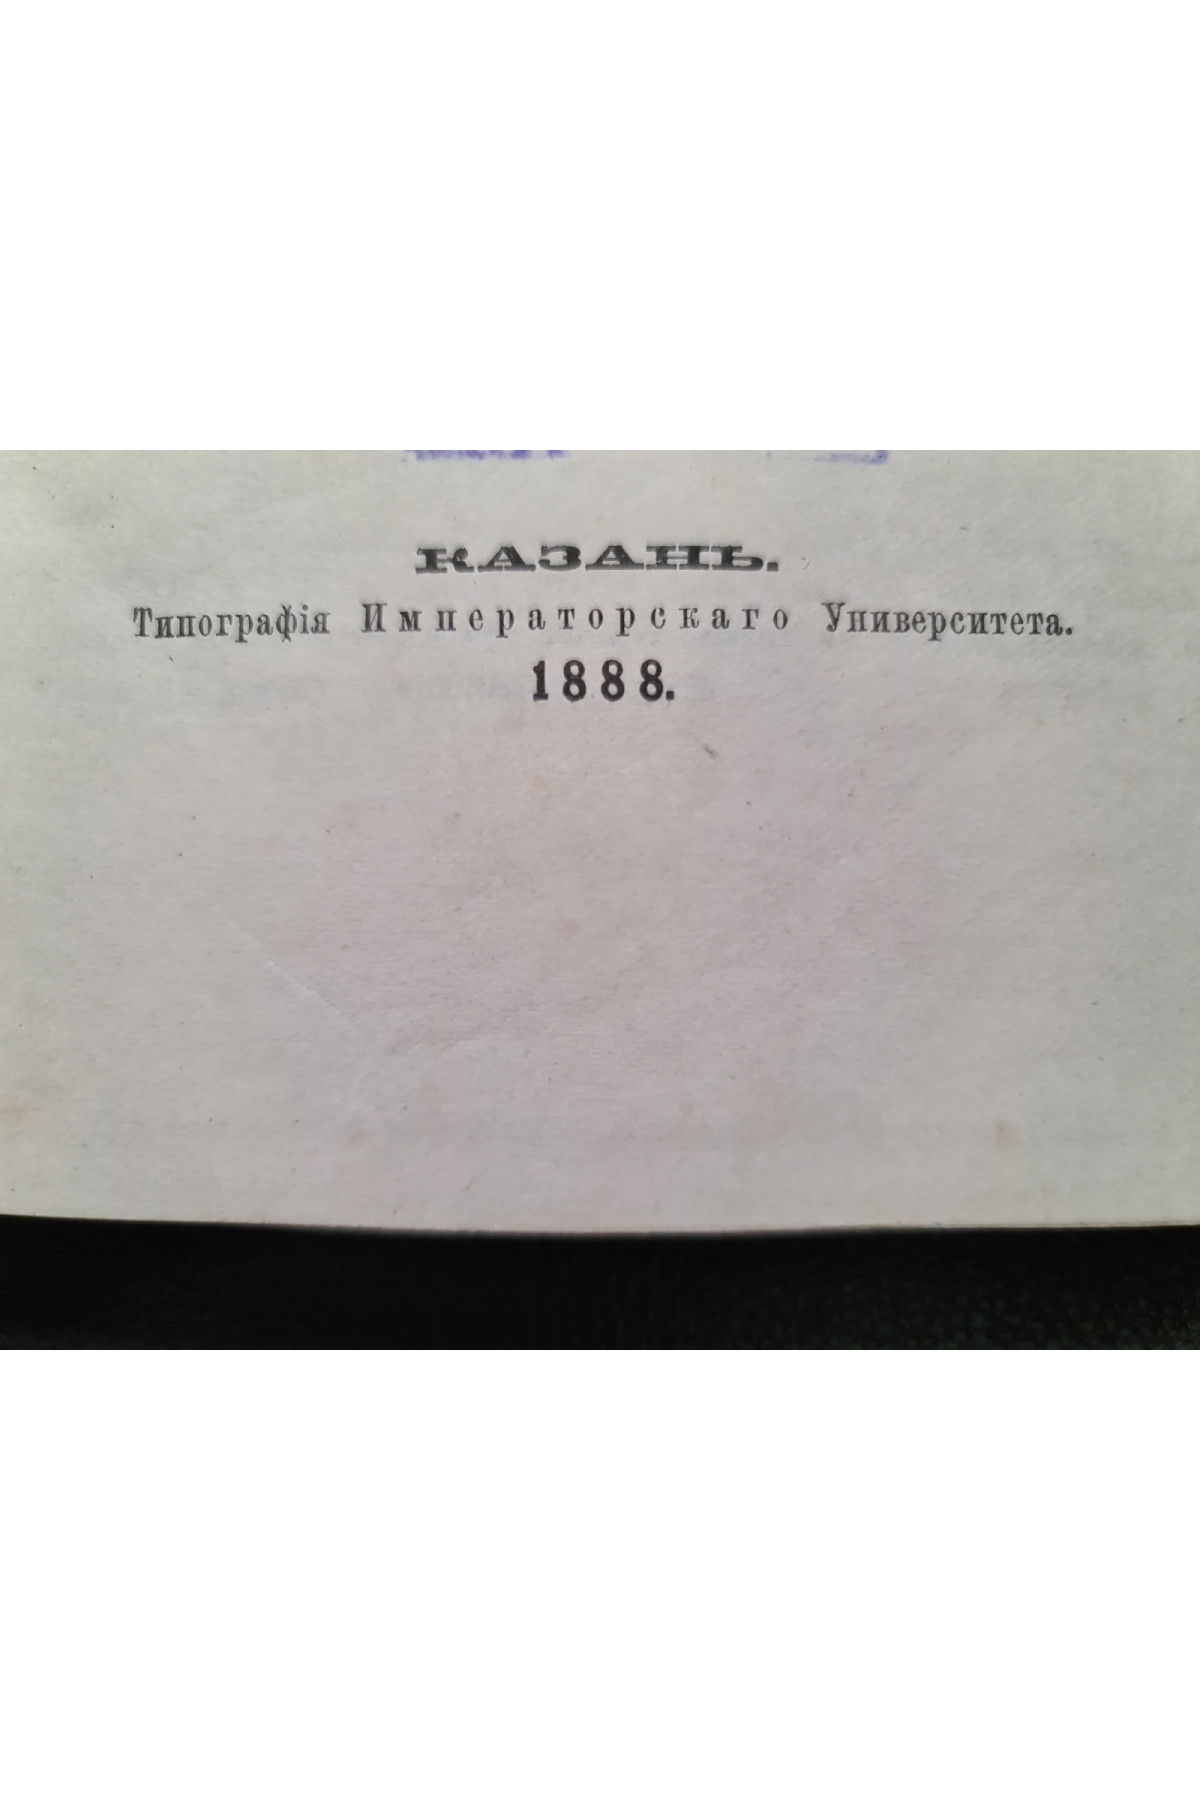 КАЗАНЬ.
Типографія Императорскаго Университета.
1888.